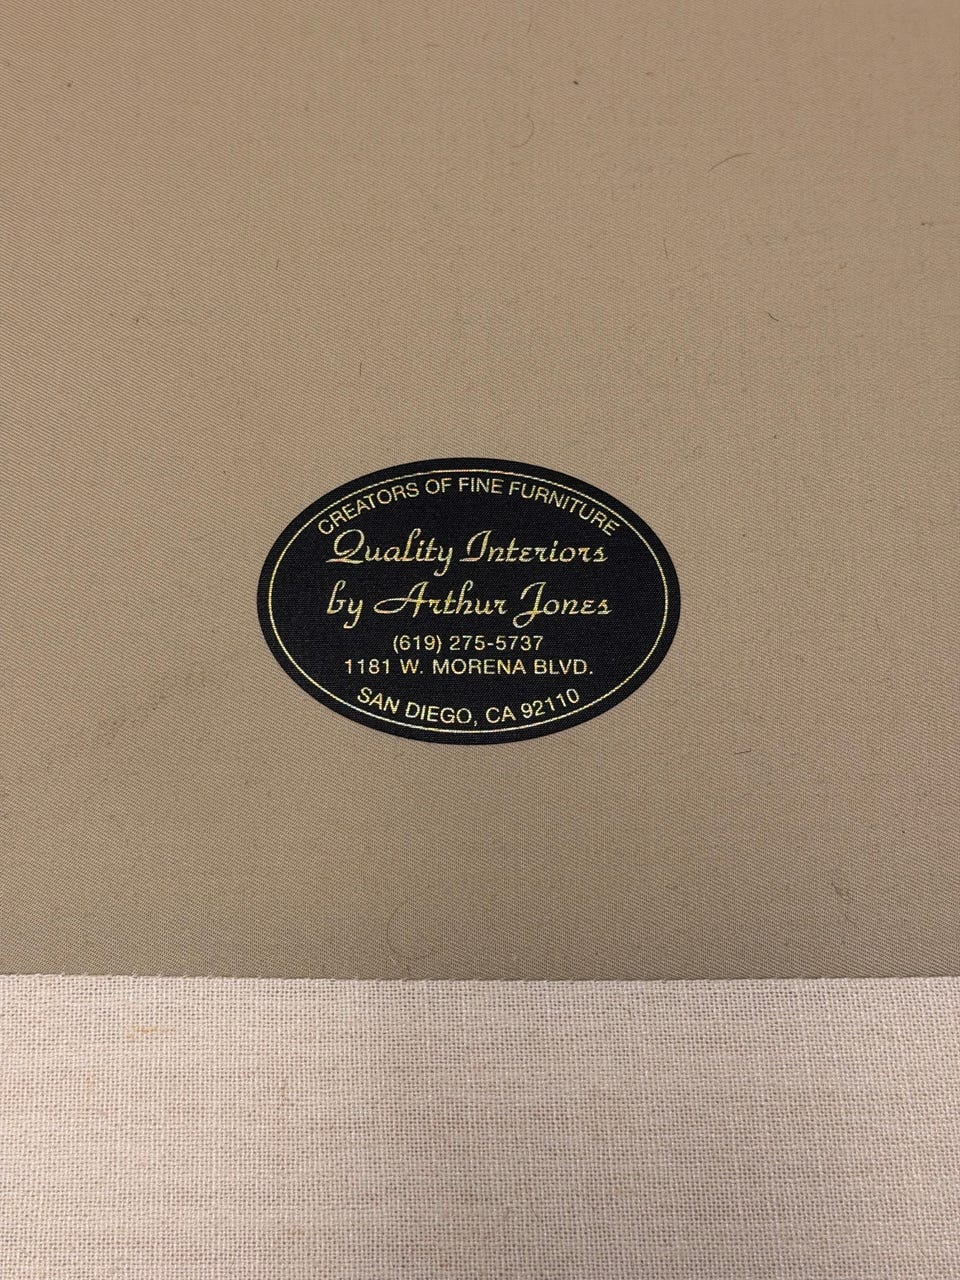 CREATORS OF FINE FURNITURE
Quality Interiors
by Arthur Jones
(619) 275-5737
1181 W. MORENA BLVD.
SAN DIEGO, CA 92110